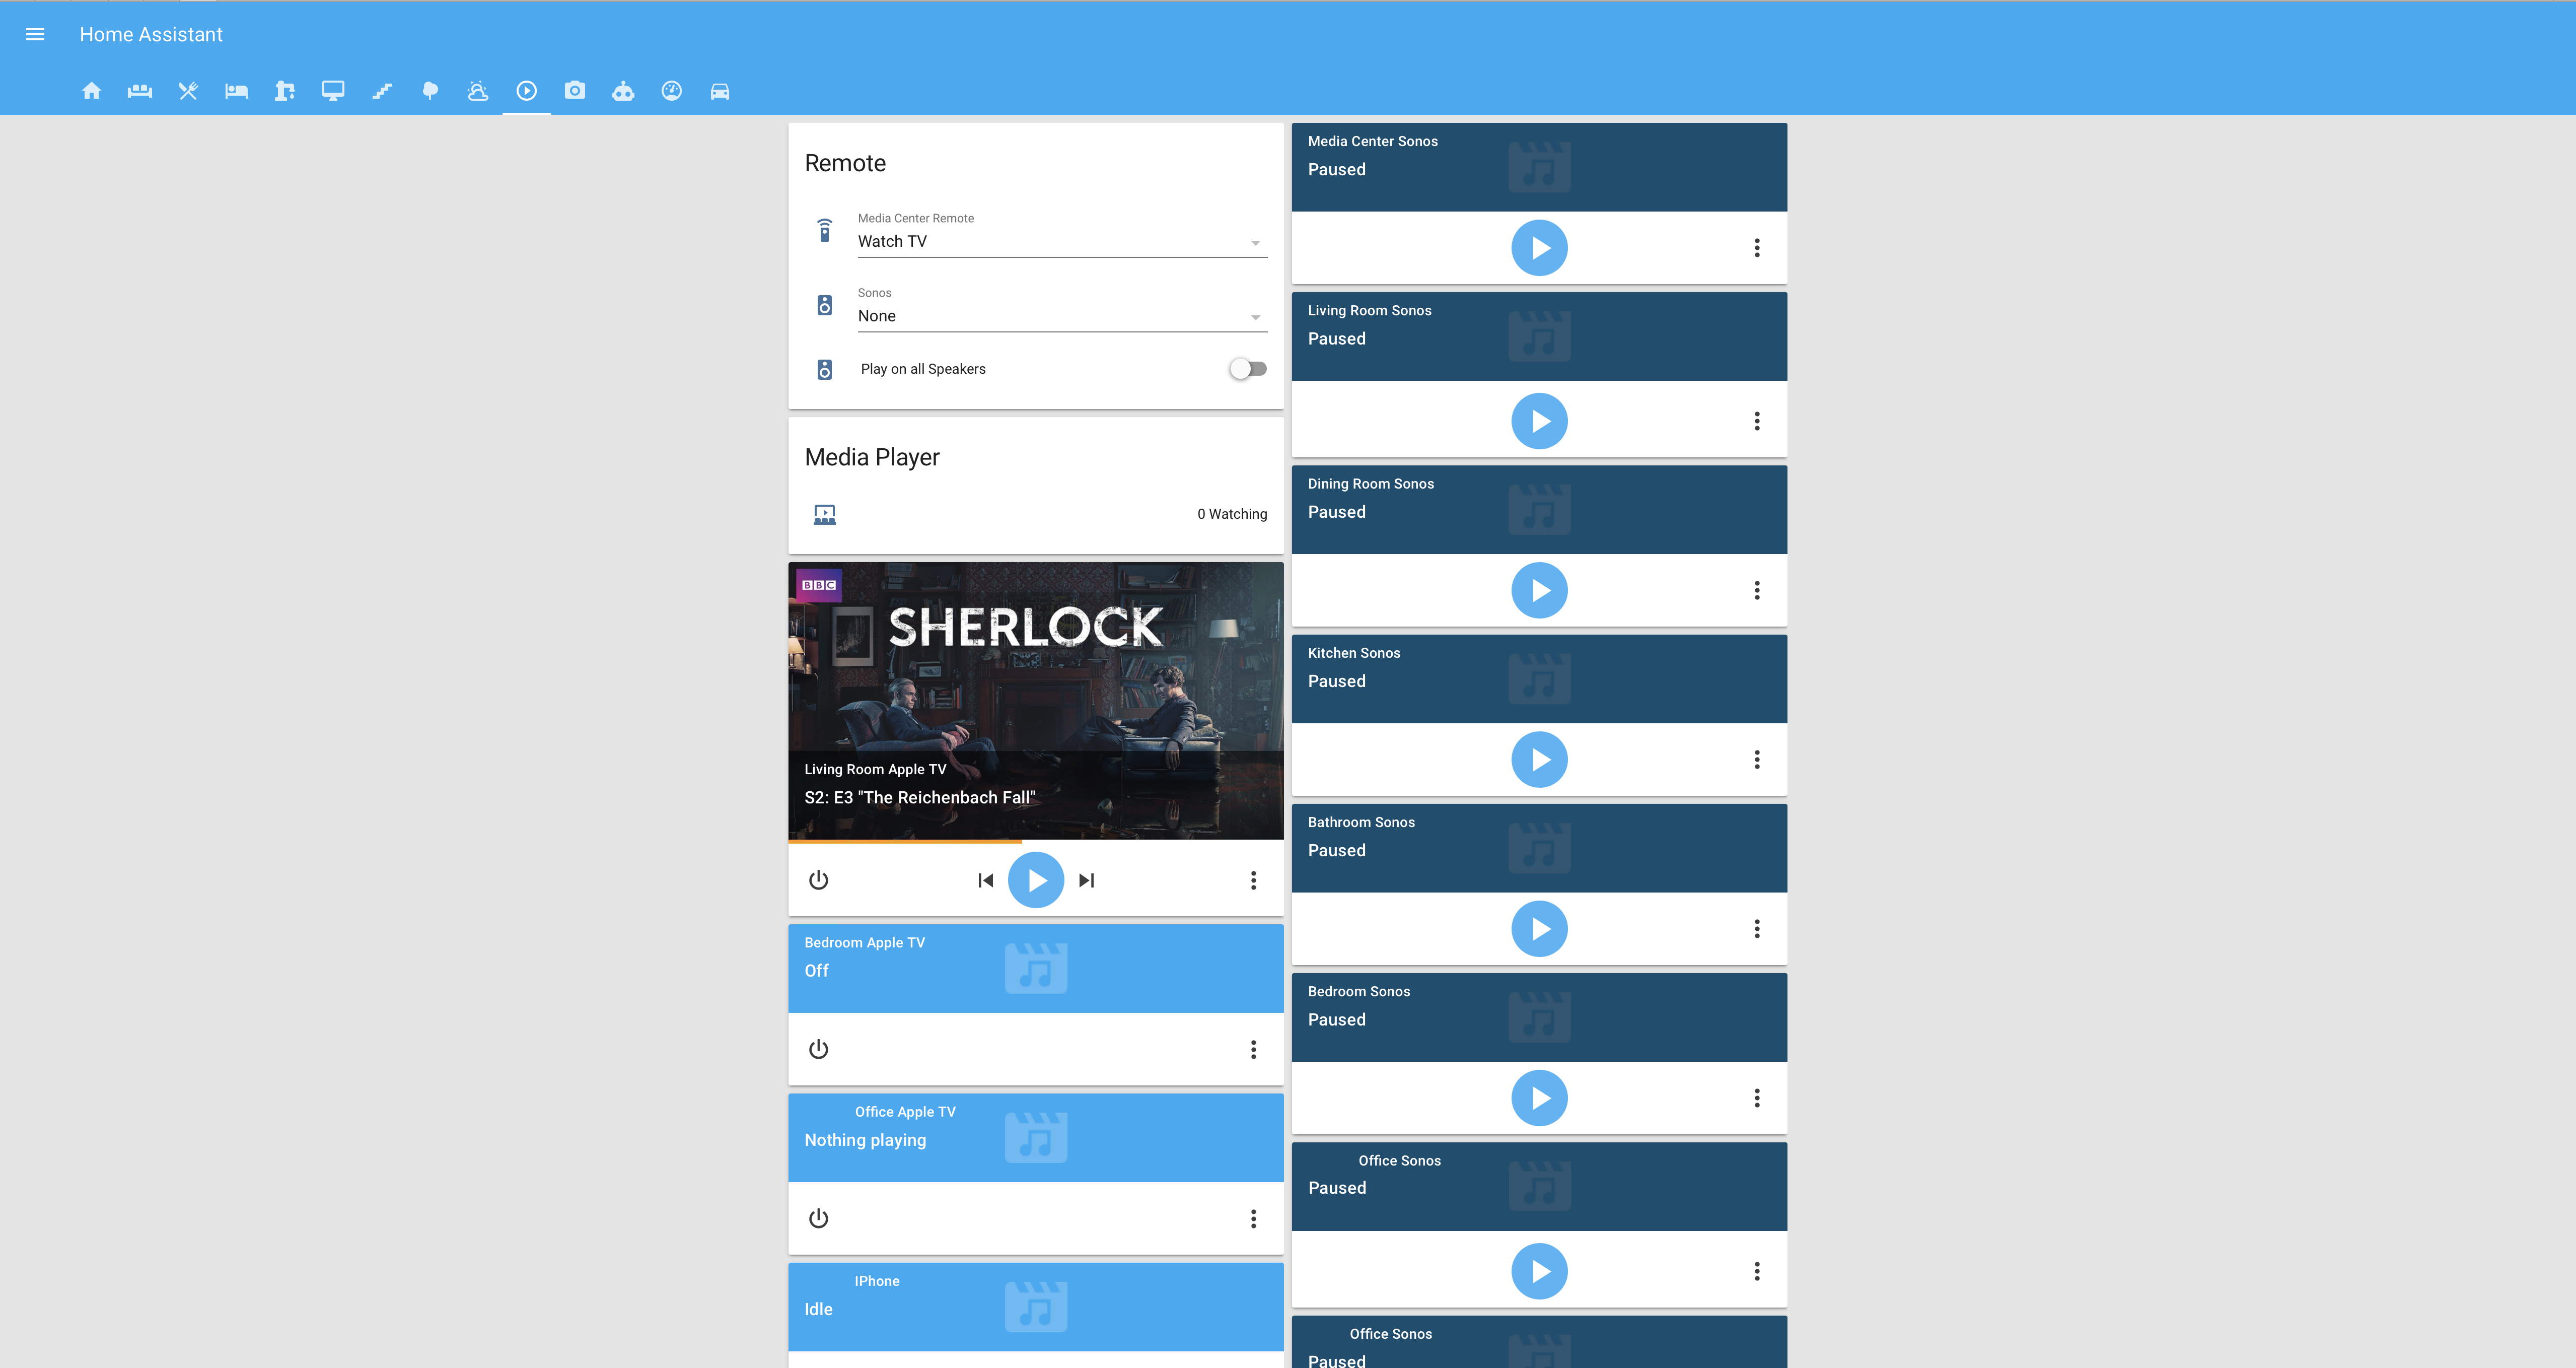 Home Assistant
Remote
Media Center Remote
Watch TV
Sonos
None
Play on all Speakers
Media Player
0 Watching
BBC
SHERLOCK
Living Room Apple TV
S2: E3 "The Reichenbach Fall"
Bedroom Apple TV
Off
Office Apple TV
Nothing playing
IPhone
Idle
Media Center Sonos
Paused
Living Room Sonos
Paused
Dining Room Sonos
Paused
Kitchen Sonos
Paused
Bathroom Sonos
Paused
Bedroom Sonos
Paused
Office Sonos
Paused
Office Sonos
Paused